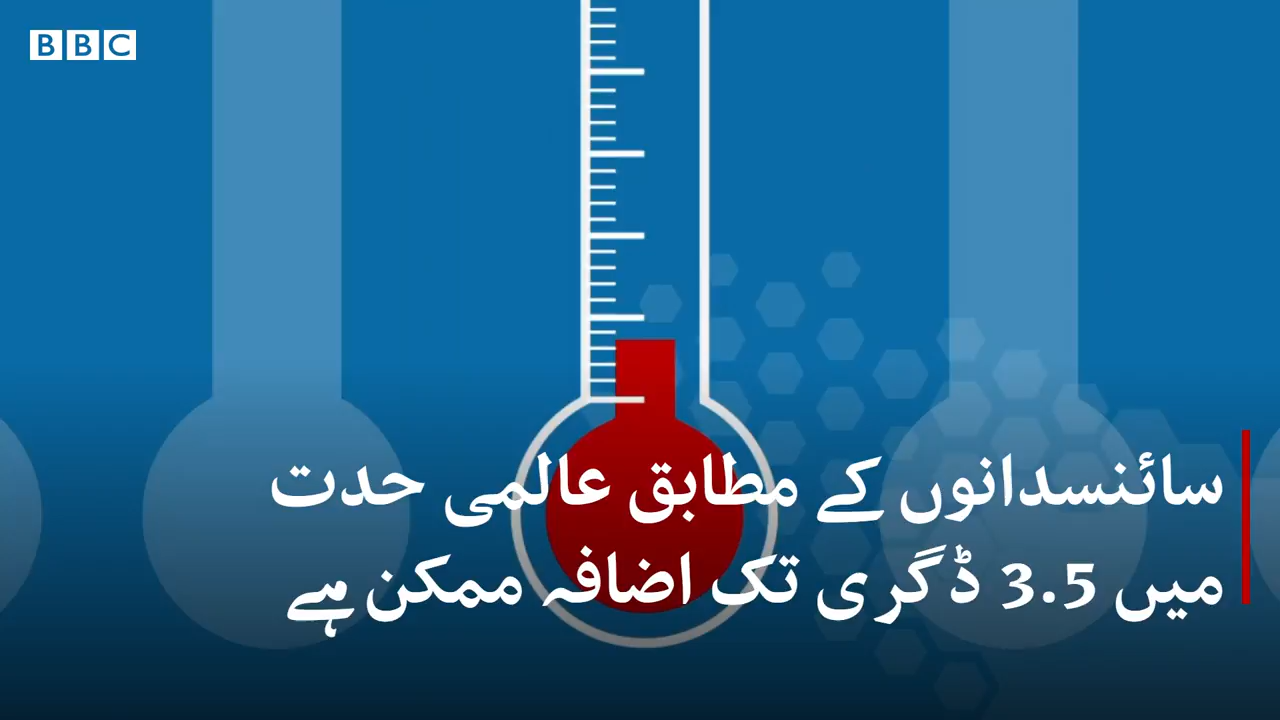 BBC
سائنسدانوں کے مطابق عالمی حدت
میں 3.5 ڈگری تک اضافہ ممکن ہے